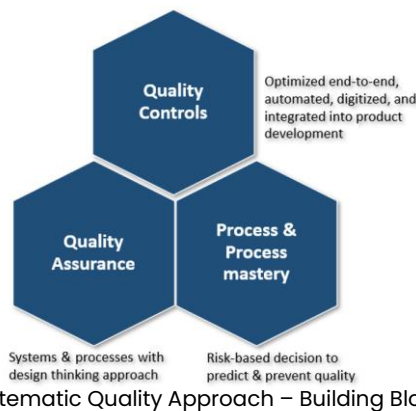 Quality
Controls
Optimized end-to-end,
automated, digitized, and
integrated into product
development
Quality
Assurance
Process &
Process
mastery
Systems & processes with
design thinking approach
Risk-based decision to
predict & prevent quality
tematic Quality Approach – Building Blo